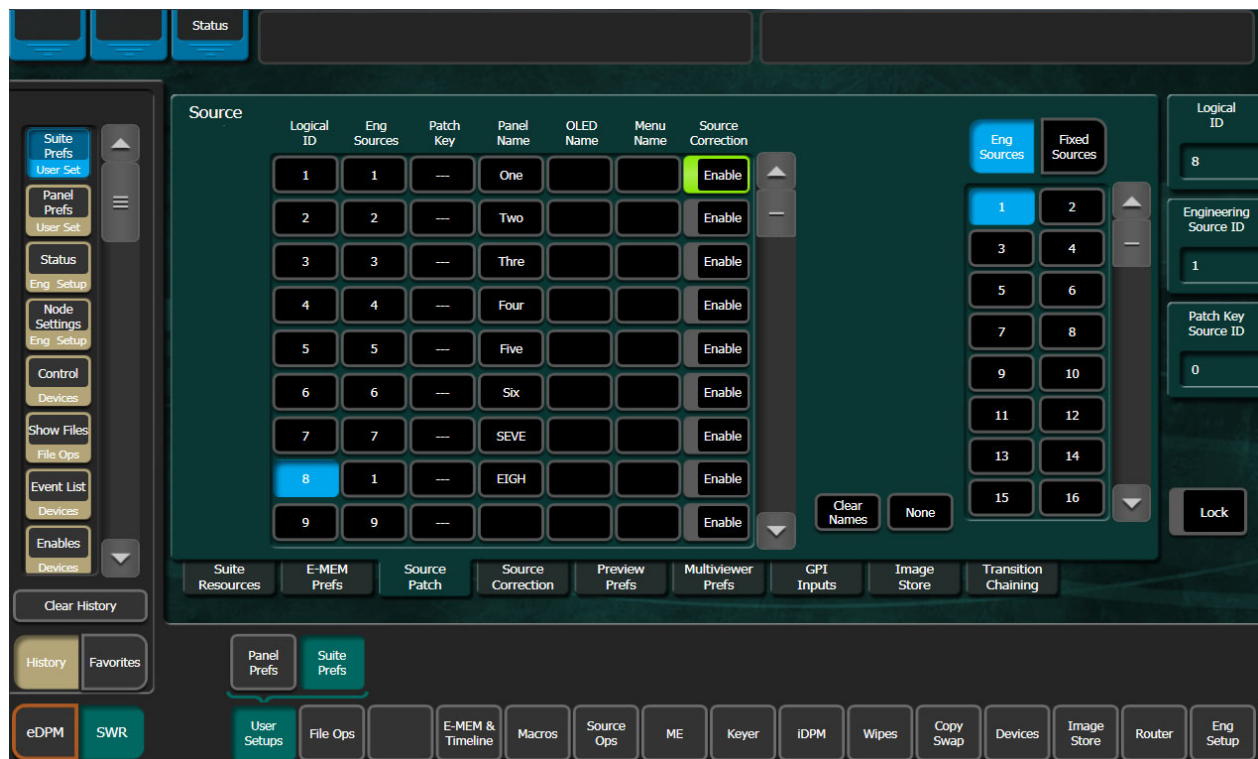 Status
Source
Logical ID
Eng Sources
Patch Key
Panel Name
OLED Name
Menu Name
Source Correction
1 1 --- One Enable
2 2 --- Two Enable
3 3 --- Thre Enable
4 4 --- Four Enable
5 5 --- Five Enable
6 6 --- Six Enable
7 7 --- SEVE Enable
8 1 --- EIGH Enable
9 9 --- Enable
Clear Names
None
Eng Sources
Fixed Sources
1 2
3 4
5 6
7 8
9 10
11 12
13 14
15 16
Logical ID
8
Engineering Source ID
1
Patch Key Source ID
0
Lock
Suite Prefs
User Set
Panel Prefs
User Set
Status
Eng Setup
Node Settings
Eng Setup
Control
Devices
Show Files
File Ops
Event List
Devices
Enables
Devices
Clear History
History
Favorites
Suite Resources
E-MEM Prefs
Source Patch
Source Correction
Preview Prefs
Multiviewer Prefs
GPI Inputs
Image Store
Transition Chaining
Panel Prefs
Suite Prefs
eDPM
SWR
User Setups
File Ops
E-MEM & Timeline
Macros
Source Ops
ME
Keyer
iDPM
Wipes
Copy Swap
Devices
Image Store
Router
Eng Setup